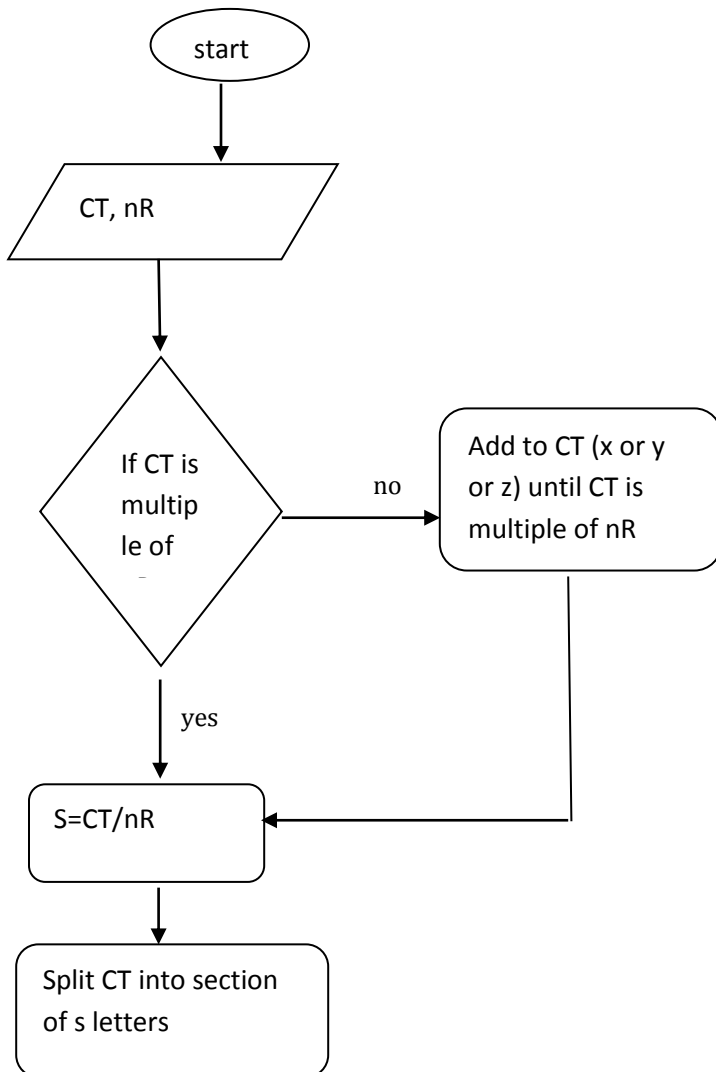 start
CT, nR
If CT is
multip
le of
no
Add to CT (x or y
or z) until CT is
multiple of nR
yes
S=CT/nR
Split CT into section
of s letters